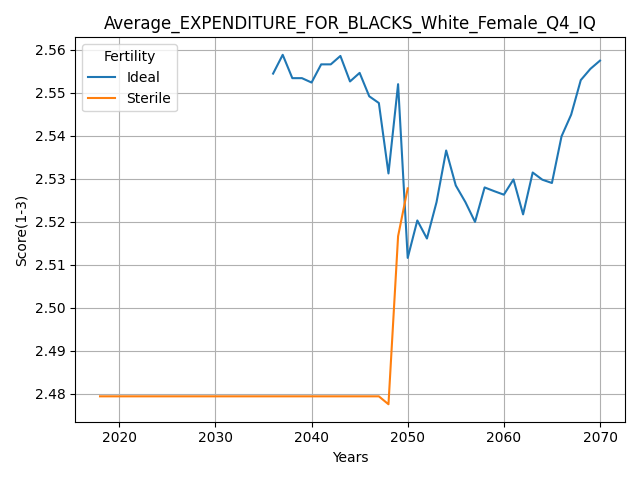 Average_EXPENDITURE_FOR_BLACKS_White_Female_Q4_IQ
Fertility
Ideal
Sterile
Score(1-3)
2.56
2.55
2.54
2.53
2.52
2.51
2.50
2.49
2.48
2020 2030 2040 2050 2060 2070
Years